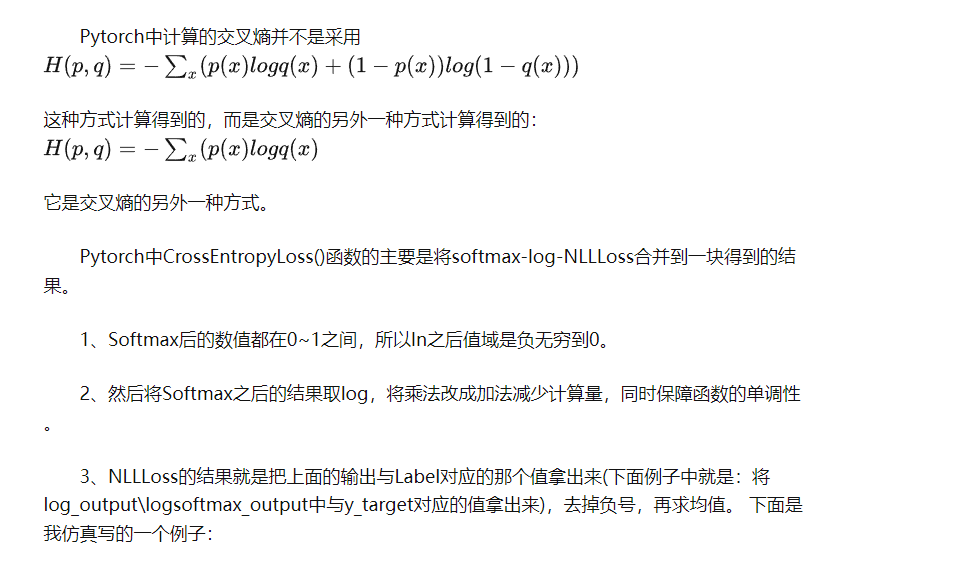 Pytorch中计算的交叉熵并不是采用
H(p, q) = −∑ₓ(p(x)logq(x) + (1 − p(x))log(1 − q(x)))
这种方式计算得到的，而是交叉熵的另外一种方式计算得到的：
H(p, q) = −∑ₓ(p(x)logq(x)
它是交叉熵的另外一种方式。
Pytorch中CrossEntropyLoss()函数的主要是将softmax-log-NLLLoss合并到一块得到的结
果。
1、Softmax后的数值都在0~1之间，所以ln之后值域是负无穷到0。
2、然后将Softmax之后的结果取log，将乘法改成加法减少计算量，同时保障函数的单调性
。
3、NLLLoss的结果就是把上面的输出与Label对应的那个值拿出来(下面例子中就是：将
log_output\logsoftmax_output中与y_target对应的值拿出来)，去掉负号，再求均值。 下面是
我仿真写的一个例子：